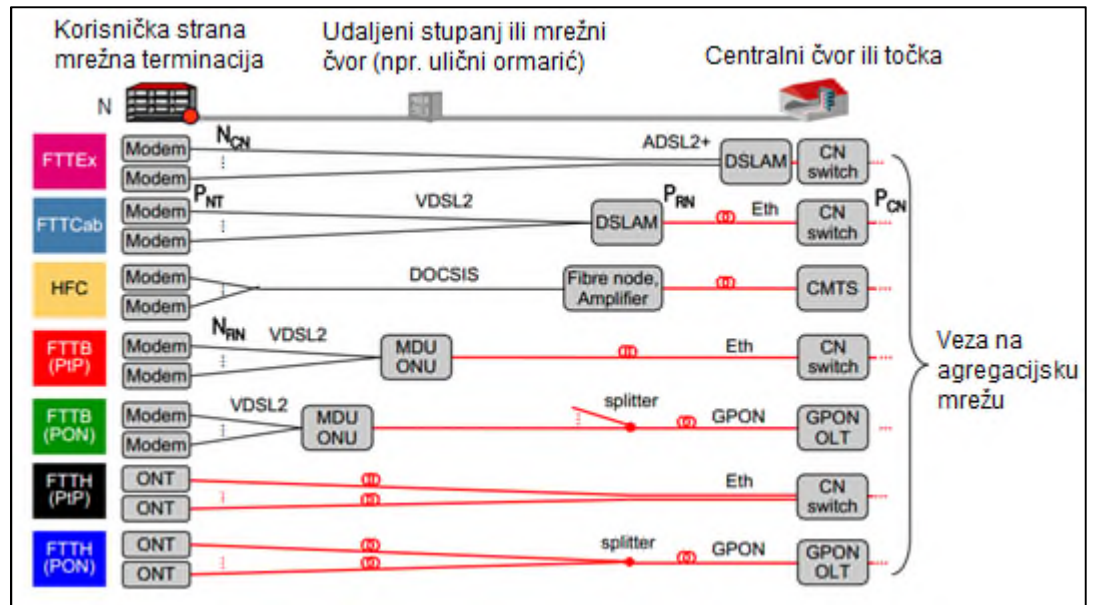 Korisnička strana
mrežna terminacija
Udaljeni stupanj ili mrežni
čvor (npr. ulični ormarić)
Centralni čvor ili točka
N
FTTEx
Modem
Modem
N_CN
ADSL2+
DSLAM
CN
switch
FTTCab
Modem
Modem
P_NT
VDSL2
DSLAM
P_RN
Eth
CN
switch
P_CN
HFC
Modem
Modem
DOCSIS
Fibre node,
Amplifier
CMTS
FTTB
(PtP)
Modem
Modem
N_RN
VDSL2
MDU
ONU
Eth
CN
switch
FTTB
(PON)
Modem
Modem
VDSL2
MDU
ONU
splitter
GPON
GPON
OLT
FTTH
(PtP)
ONT
ONT
Eth
CN
switch
FTTH
(PON)
ONT
ONT
splitter
GPON
GPON
OLT
Veza na
agregacijsku
mrežu